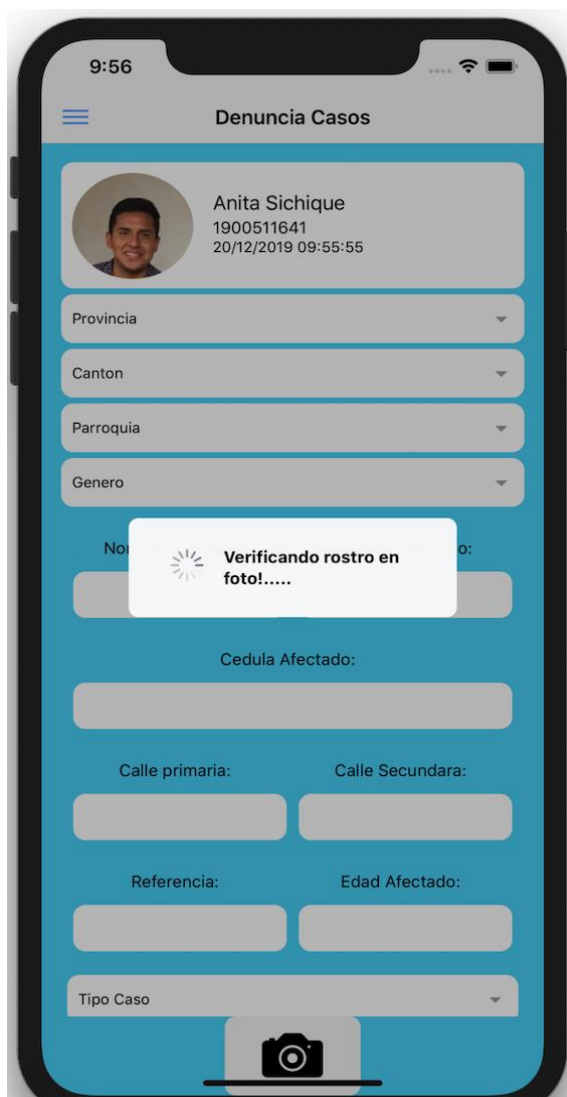 9:56
Denuncia Casos
Anita Sichique
1900511641
20/12/2019 09:55:55
Provincia
Canton
Parroquia
Genero
Verificando rostro en
foto!.....
Cedula Afectado:
Calle primaria:
Calle Secundara:
Referencia:
Edad Afectado:
Tipo Caso